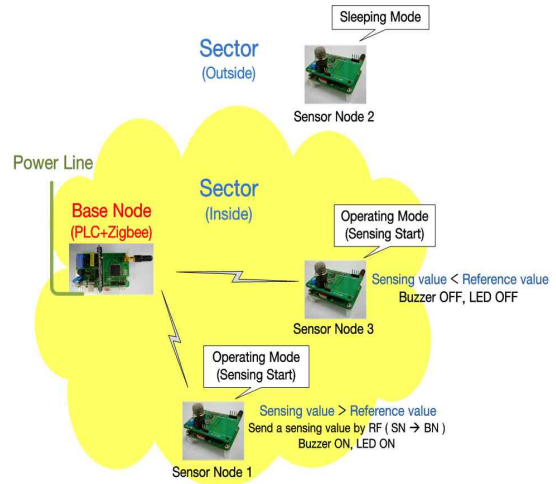 Sleeping Mode
Sector
(Outside)
Sensor Node 2
Power Line
Sector
(Inside)
Base Node
(PLC+Zigbee)
Operating Mode
(Sensing Start)
Sensing value < Reference value
Buzzer OFF, LED OFF
Sensor Node 3
Operating Mode
(Sensing Start)
Sensing value > Reference value
Send a sensing value by RF ( SN → BN )
Buzzer ON, LED ON
Sensor Node 1